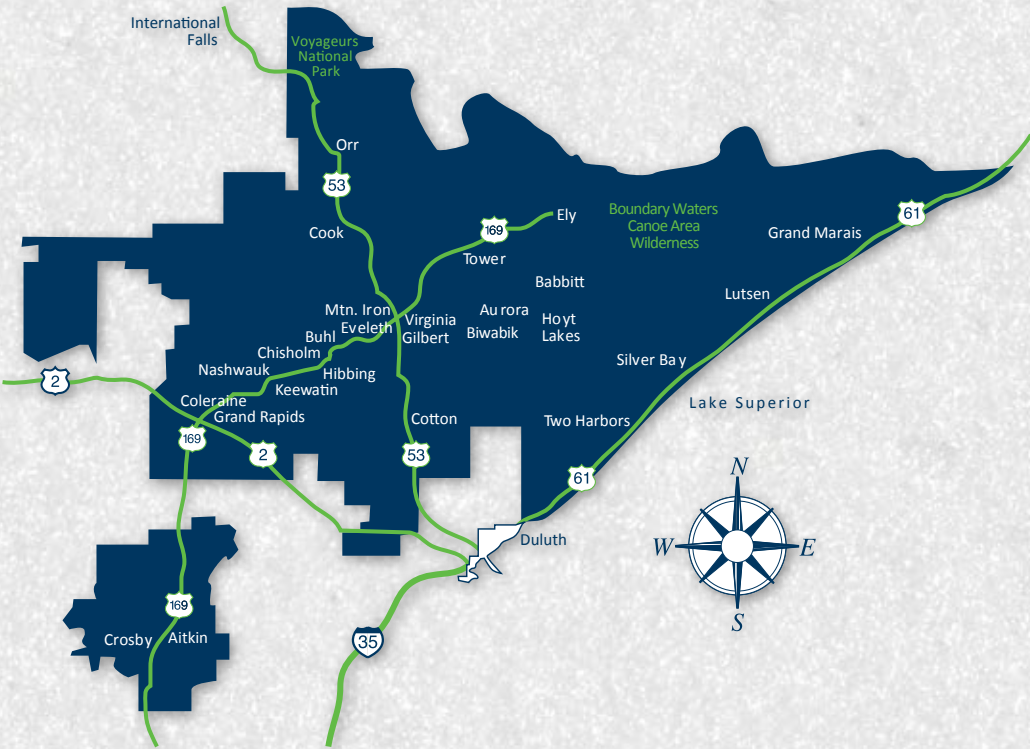 International
Falls
Voyageurs
National
Park
Orr
53
Ely
Boundary Waters
Canoe Area
Wilderness
61
169
Cook
Grand Marais
Tower
Babbitt
Lutsen
Mtn. Iron
Virginia
Aurora
Hoyt
Lakes
Eveleth
Gilbert
Biwabik
Buhl
Chisholm
Silver Bay
Nashwauk
Hibbing
2
Keewatin
Coleraine
Lake Superior
Grand Rapids
Cotton
Two Harbors
169
2
53
61
N
Duluth
W
E
S
169
Crosby
Aitkin
35